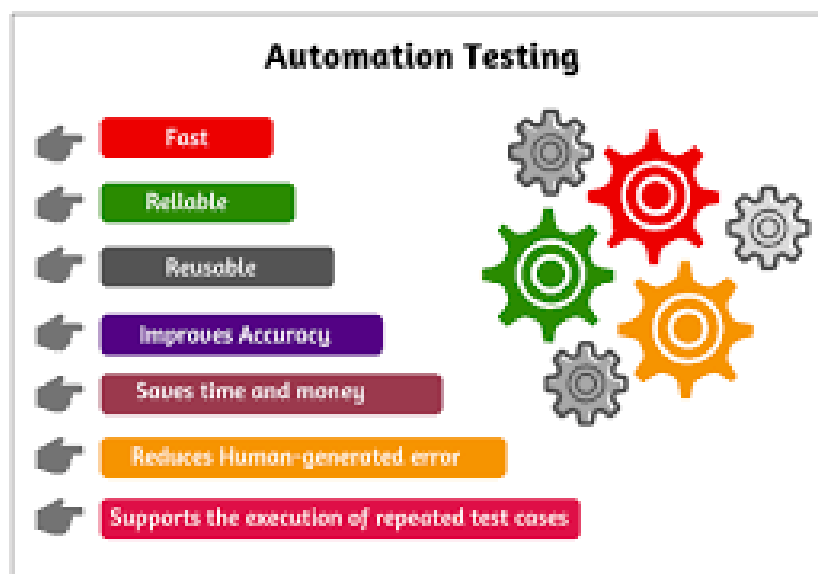 Automation Testing
Fast
Reliable
Reusable
Improves Accuracy
Saves time and money
Reduces Human-generated error
Supports the execution of repeated test cases